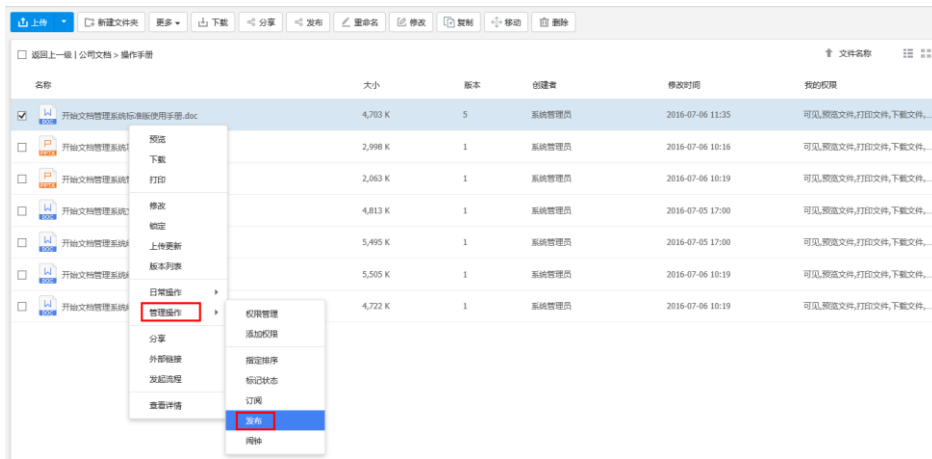 上传 新建文件夹 更多 下载 分享 发布 重命名 修改 复制 移动 删除
返回上一级 | 公司文档 > 操作手册 文件名称
名称 大小 版本 创建者 修改时间 我的权限
开始文档管理系统标准版使用手册.doc 4,703 K 5 系统管理员 2016-07-06 11:35 可见,预览文件,打印文件,下载文件,...
开始文档管理系统 2,998 K 1 系统管理员 2016-07-06 10:16 可见,预览文件,打印文件,下载文件,...
开始文档管理系统 2,063 K 1 系统管理员 2016-07-06 10:19 可见,预览文件,打印文件,下载文件,...
开始文档管理系统 4,813 K 1 系统管理员 2016-07-05 17:00 可见,预览文件,打印文件,下载文件,...
开始文档管理系统 5,495 K 1 系统管理员 2016-07-05 17:00 可见,预览文件,打印文件,下载文件,...
开始文档管理系统 5,505 K 1 系统管理员 2016-07-06 10:19 可见,预览文件,打印文件,下载文件,...
开始文档管理系统 4,722 K 1 系统管理员 2016-07-06 10:19 可见,预览文件,打印文件,下载文件,...
预览
下载
打印
修改
锁定
上传更新
版本列表
日常操作
管理操作
分享
外部链接
发起流程
查看详情
权限管理
添加权限
指定排序
标记状态
订阅
发布
闹钟